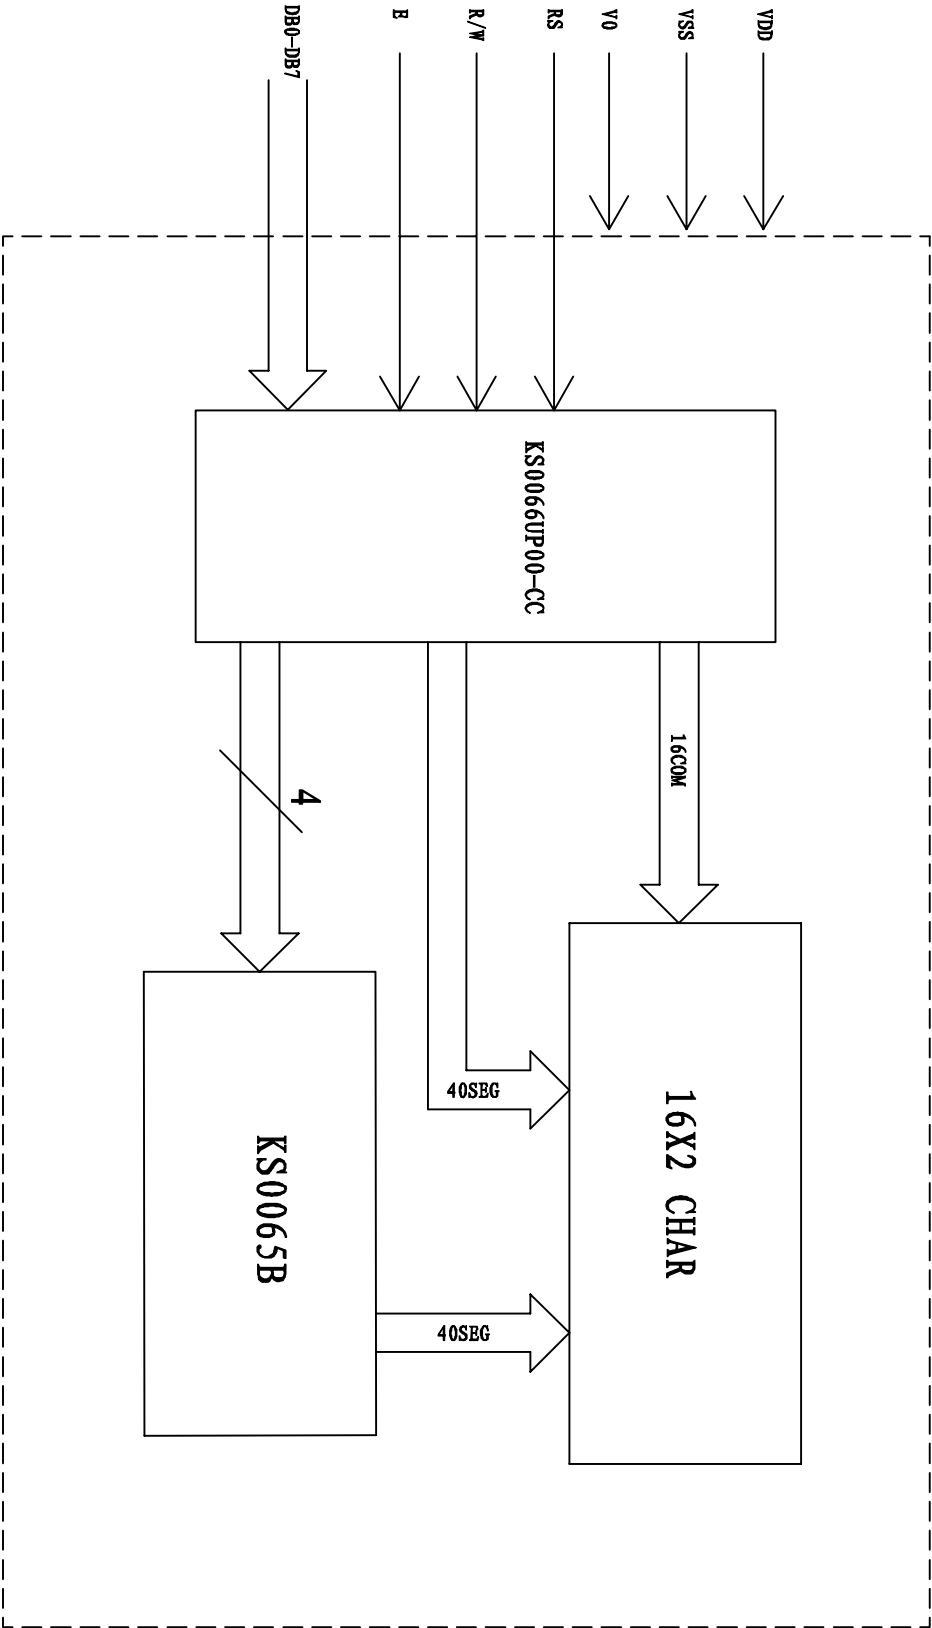 VDD
VSS
V0
RS
R/W
E
DB0-DB7
KS0066UP00-CC
16COM
4
40SEG
16X2 CHAR
KS0065B
40SEG